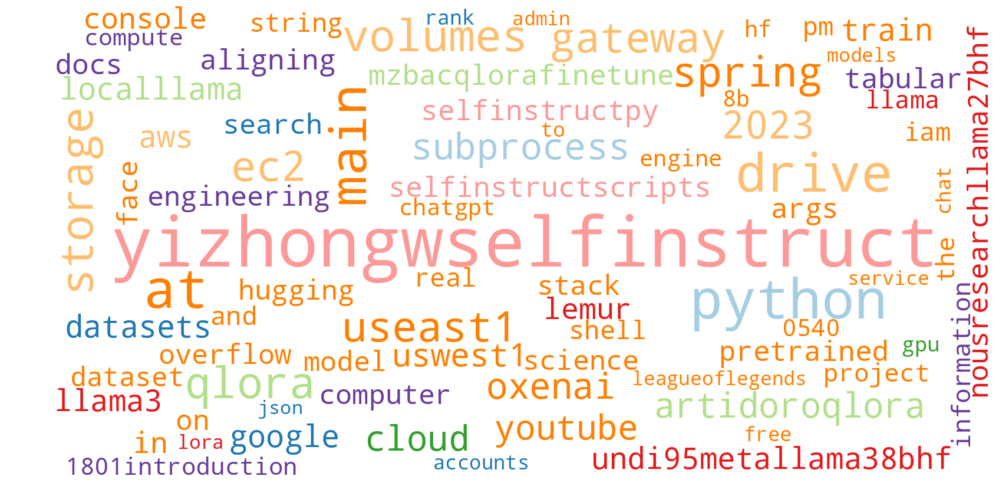 console
string
rank
admin
hf
pm
train
compute
volumes
gateway
models
docs
aligning
mzbacqlorafinetune
spring
tabular
localllama
selfinstructpy
8b
llama
storage
main
aws
search
to
2023
iam
subprocess
engine
ec2
face
engineering
selfinstructscripts
drive
chat
chatgpt
args
nousresearchllama27bhf
yizhongwselfinstruct
the
at
hugging
real
stack
service
python
lemur
information
datasets
and
useast1
shell
0540
gpu
overflow
model
uswest1
science
pretrained
dataset
qlora
computer
oxenai
leagueoflegends
project
llama3
json
artidoroqlora
on
youtube
in
lora
google
cloud
free
1801introduction
accounts
undi95metallama38bhf